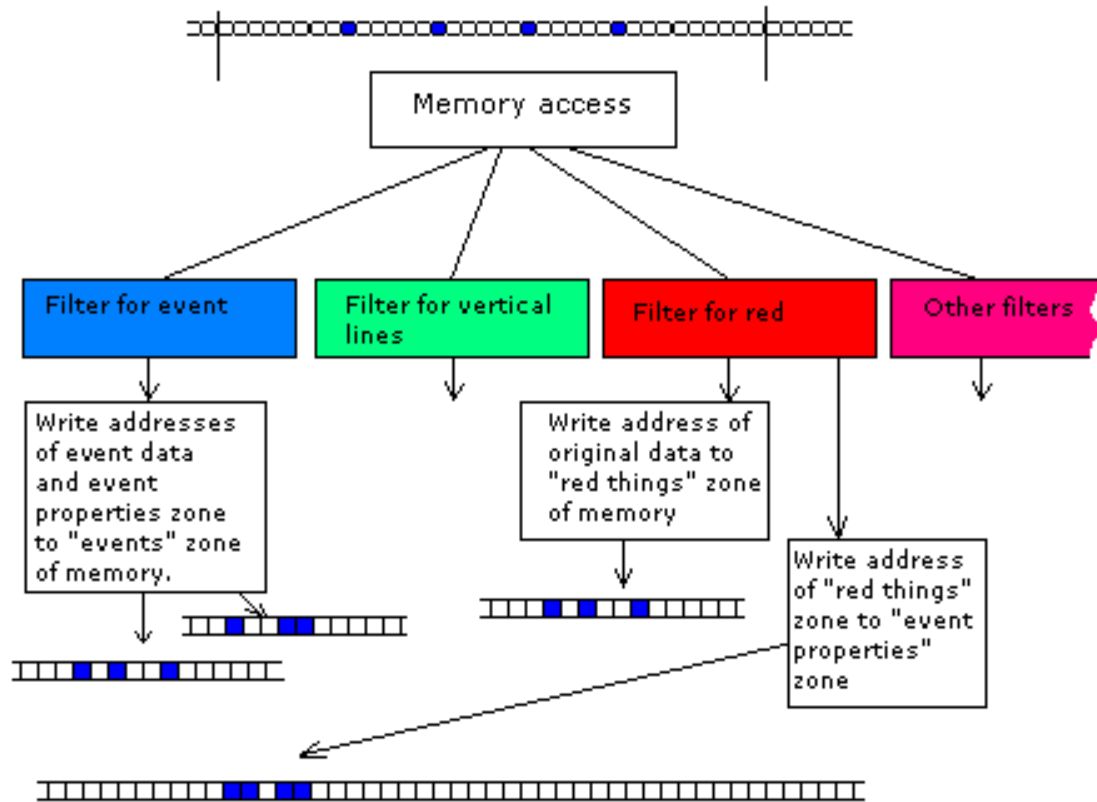 Memory access
Filter for event
Filter for vertical
lines
Filter for red
Other filters
Write addresses
of event data
and event
properties zone
to "events" zone
of memory.
Write address of
original data to
"red things" zone
of memory
Write address
of "red things"
zone to "event
properties"
zone